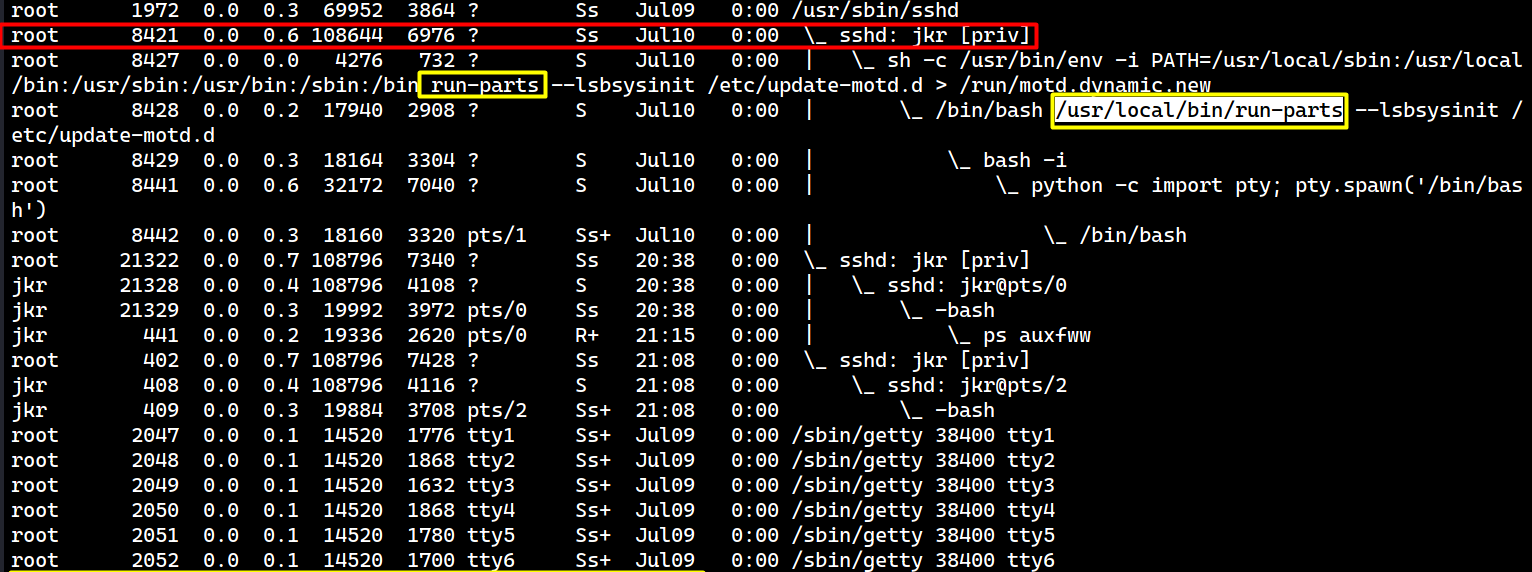 root      1972  0.0  0.3  69952  3864 ?        Ss   Jul09   0:00 /usr/sbin/sshd
root      8421  0.0  0.6 108644  6976 ?        Ss   Jul10   0:00  \_ sshd: jkr [priv]
root      8427  0.0  0.0   4276   732 ?        S    Jul10   0:00  |   \_ sh -c /usr/bin/env -i PATH=/usr/local/sbin:/usr/local
/bin:/usr/sbin:/usr/bin:/sbin:/bin run-parts --lsbsysinit /etc/update-motd.d > /run/motd.dynamic.new
root      8428  0.0  0.2  17940  2908 ?        S    Jul10   0:00  |       \_ /bin/bash /usr/local/bin/run-parts --lsbsysinit /
etc/update-motd.d
root      8429  0.0  0.3  18164  3304 ?        S    Jul10   0:00  |           \_ bash -i
root      8441  0.0  0.6  32172  7040 ?        S    Jul10   0:00  |               \_ python -c import pty; pty.spawn('/bin/bas
h')
root      8442  0.0  0.3  18160  3320 pts/1    Ss+  Jul10   0:00  |                   \_ /bin/bash
root     21322  0.0  0.7 108796  7340 ?        Ss   20:38   0:00  \_ sshd: jkr [priv]
jkr      21328  0.0  0.4 108796  4108 ?        S    20:38   0:00  |   \_ sshd: jkr@pts/0
jkr      21329  0.0  0.3  19992  3972 pts/0    Ss   20:38   0:00  |       \_ -bash
jkr        441  0.0  0.2  19336  2620 pts/0    R+   21:15   0:00  |           \_ ps auxfww
root       402  0.0  0.7 108796  7428 ?        Ss   21:08   0:00  \_ sshd: jkr [priv]
jkr        408  0.0  0.4 108796  4116 ?        S    21:08   0:00      \_ sshd: jkr@pts/2
jkr        409  0.0  0.3  19884  3708 pts/2    Ss+  21:08   0:00          \_ -bash
root      2047  0.0  0.1  14520  1776 tty1     Ss+  Jul09   0:00 /sbin/getty 38400 tty1
root      2048  0.0  0.1  14520  1868 tty2     Ss+  Jul09   0:00 /sbin/getty 38400 tty2
root      2049  0.0  0.1  14520  1632 tty3     Ss+  Jul09   0:00 /sbin/getty 38400 tty3
root      2050  0.0  0.1  14520  1868 tty4     Ss+  Jul09   0:00 /sbin/getty 38400 tty4
root      2051  0.0  0.1  14520  1780 tty5     Ss+  Jul09   0:00 /sbin/getty 38400 tty5
root      2052  0.0  0.1  14520  1700 tty6     Ss+  Jul09   0:00 /sbin/getty 38400 tty6